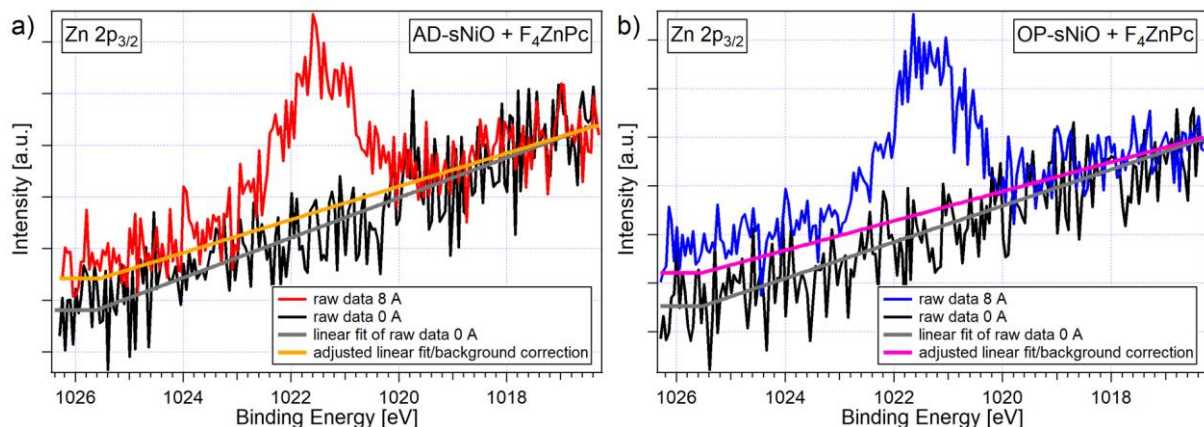 a)
Zn 2p3/2
AD-sNiO + F4ZnPc
Intensity [a.u.]
raw data 8 A
raw data 0 A
linear fit of raw data 0 A
adjusted linear fit/background correction
1026 1024 1022 1020 1018
Binding Energy [eV]
b)
Zn 2p3/2
OP-sNiO + F4ZnPc
Intensity [a.u.]
raw data 8 A
raw data 0 A
linear fit of raw data 0 A
adjusted linear fit/background correction
1026 1024 1022 1020 1018
Binding Energy [eV]